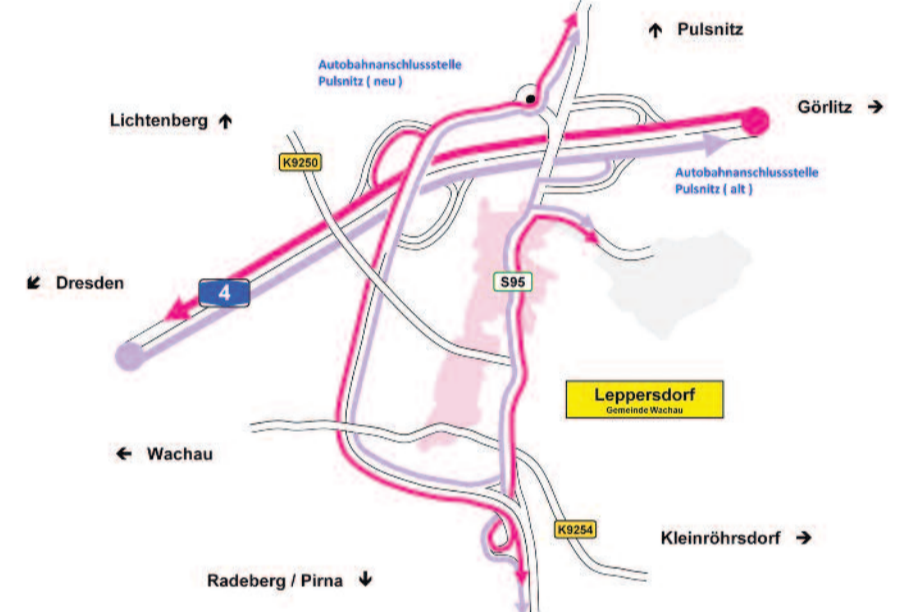 ↑ Pulsnitz
Autobahnanschlussstelle
Pulsnitz ( neu )
Görlitz →
Lichtenberg ↑
K9250
Autobahnanschlussstelle
Pulsnitz ( alt )
↙ Dresden
4
S95
Leppersdorf
Gemeinde Wachau
← Wachau
K9254
Kleinröhrsdorf →
Radeberg / Pirna ↓